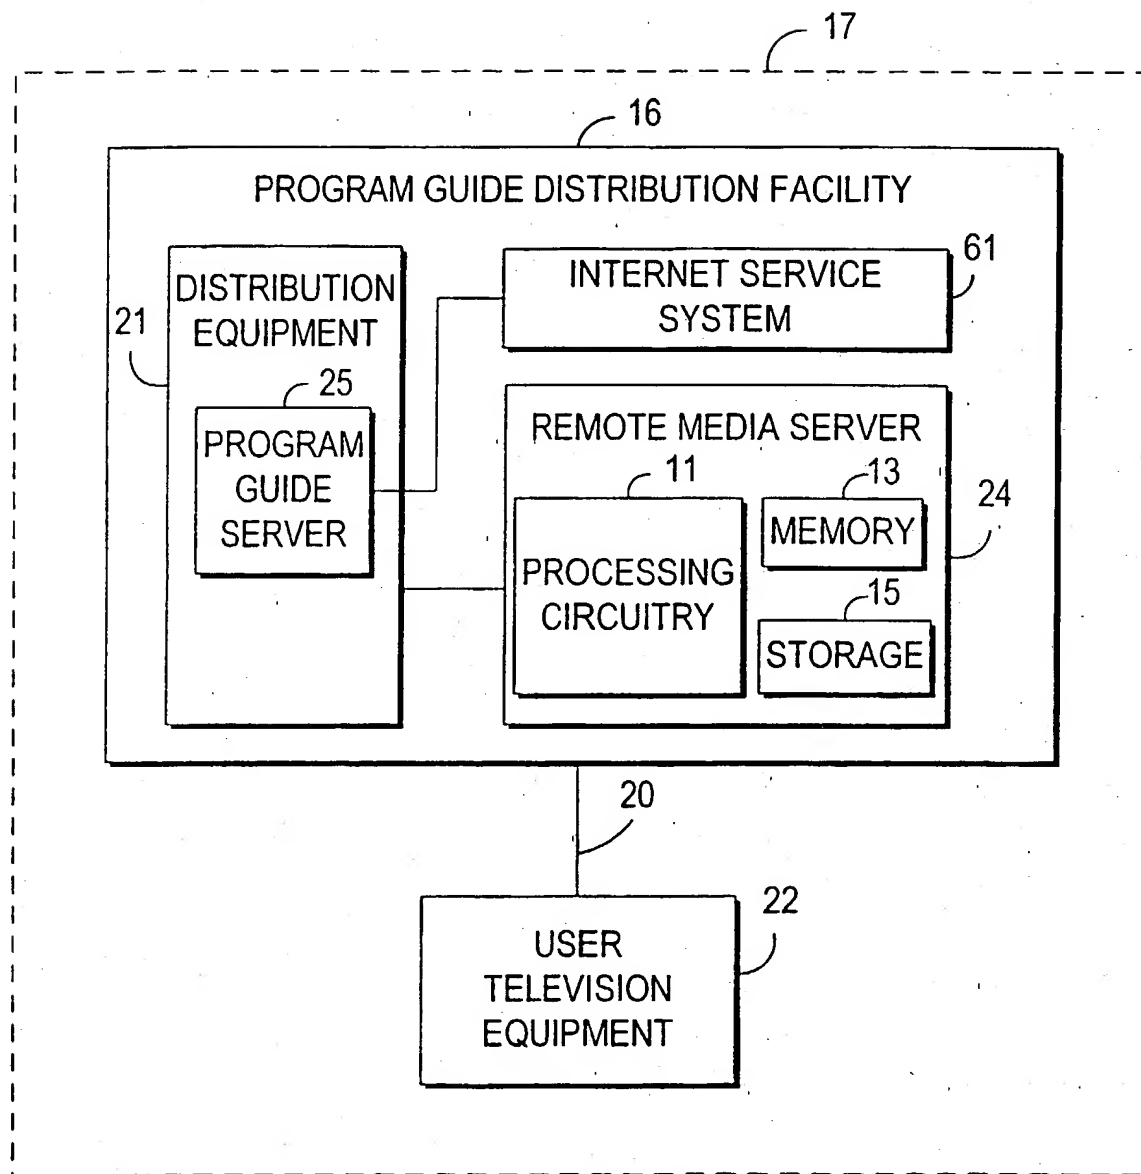 17
16
PROGRAM GUIDE DISTRIBUTION FACILITY
61
INTERNET SERVICE
SYSTEM
DISTRIBUTION
EQUIPMENT
21
25
PROGRAM
GUIDE
SERVER
REMOTE MEDIA SERVER
11
13
24
MEMORY
PROCESSING
CIRCUITRY
15
STORAGE
20
22
USER
TELEVISION
EQUIPMENT